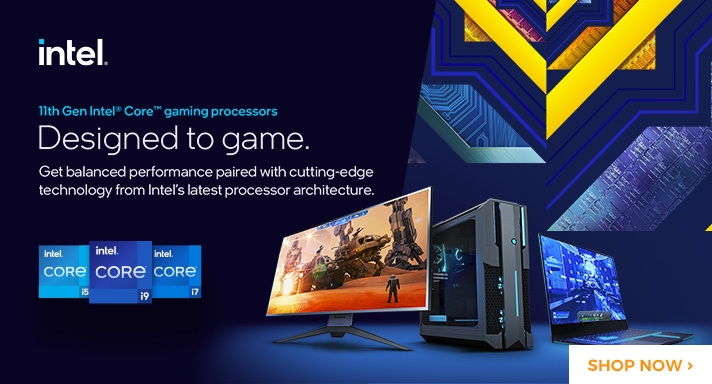 intel.
11th Gen Intel® Core™ gaming processors
Designed to game.
Get balanced performance paired with cutting-edge
technology from Intel's latest processor architecture.
intel. CORE i5
intel. CORE i9
intel. CORE i7
SHOP NOW ›